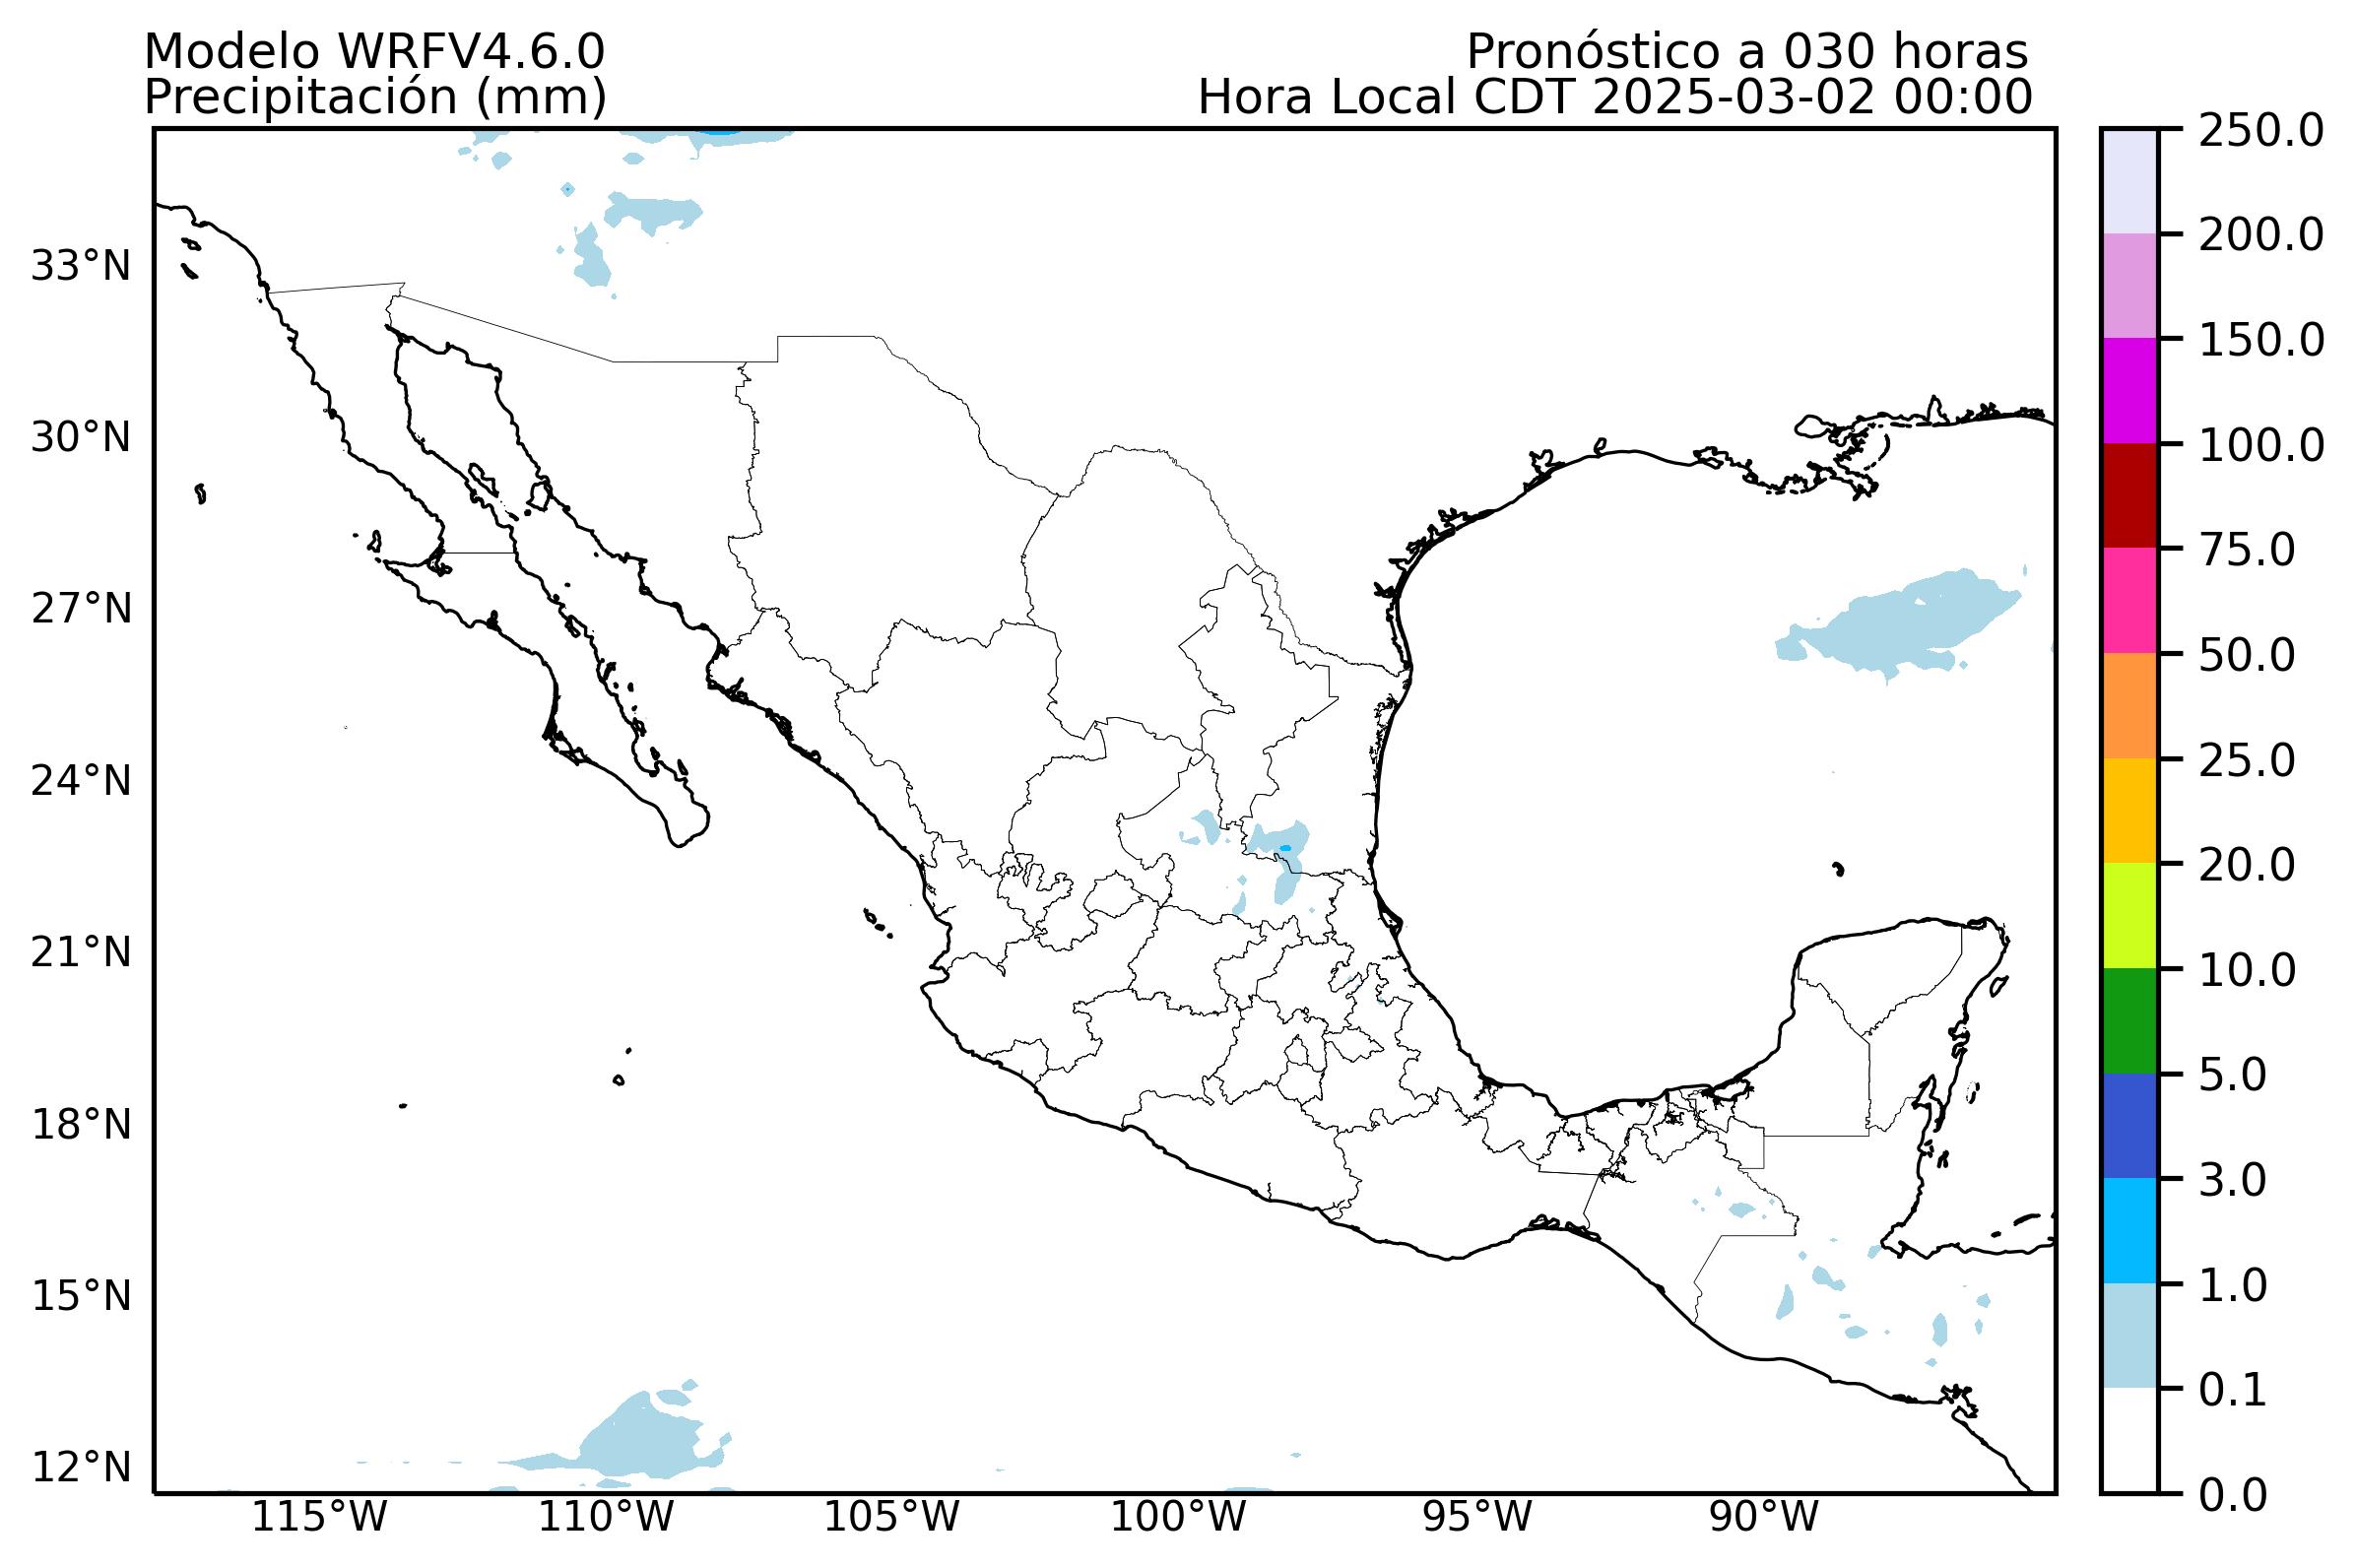 Modelo WRFV4.6.0
Pronóstico a 030 horas
Precipitación (mm)
Hora Local CDT 2025-03-02 00:00
33°N
30°N
27°N
24°N
21°N
18°N
15°N
12°N
115°W
110°W
105°W
100°W
95°W
90°W
250.0
200.0
150.0
100.0
75.0
50.0
25.0
20.0
10.0
5.0
3.0
1.0
0.1
0.0